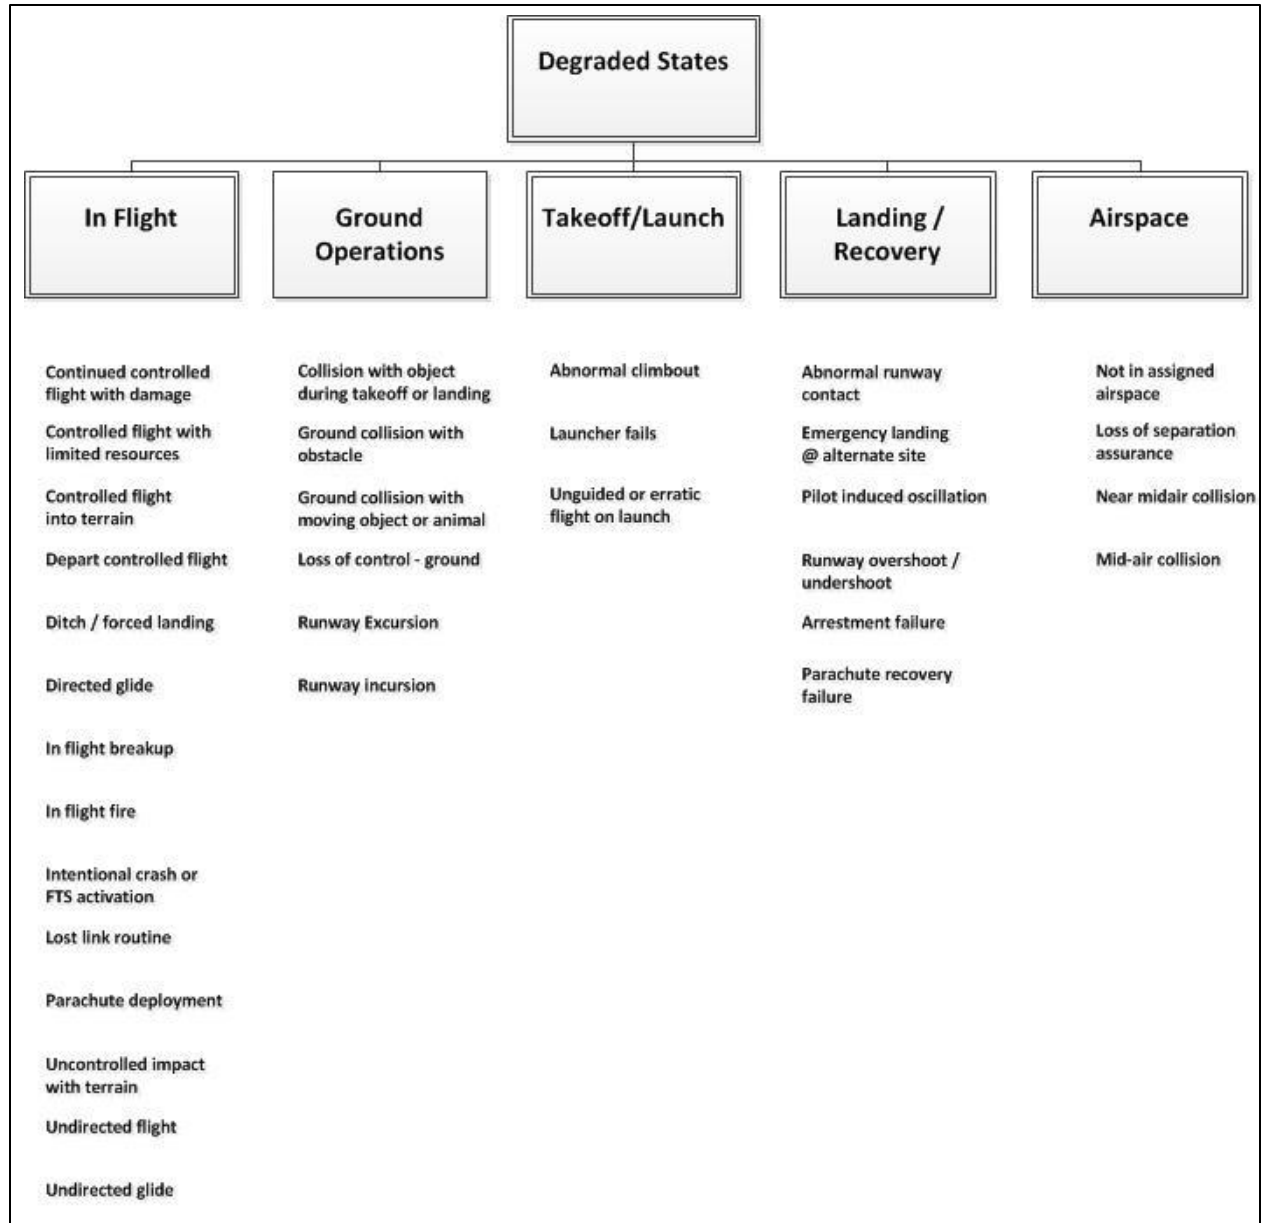 Degraded States
In Flight
Ground
Operations
Takeoff/Launch
Landing /
Recovery
Airspace
Continued controlled
flight with damage
Controlled flight with
limited resources
Controlled flight
into terrain
Depart controlled flight
Ditch / forced landing
Directed glide
In flight breakup
In flight fire
Intentional crash or
FTS activation
Lost link routine
Parachute deployment
Uncontrolled impact
with terrain
Undirected flight
Undirected glide
Collision with object
during takeoff or landing
Ground collision with
obstacle
Ground collision with
moving object or animal
Loss of control - ground
Runway Excursion
Runway incursion
Abnormal climbout
Launcher fails
Unguided or erratic
flight on launch
Abnormal runway
contact
Emergency landing
@ alternate site
Pilot induced oscillation
Runway overshoot /
undershoot
Arrestment failure
Parachute recovery
failure
Not in assigned
airspace
Loss of separation
assurance
Near midair collision
Mid-air collision